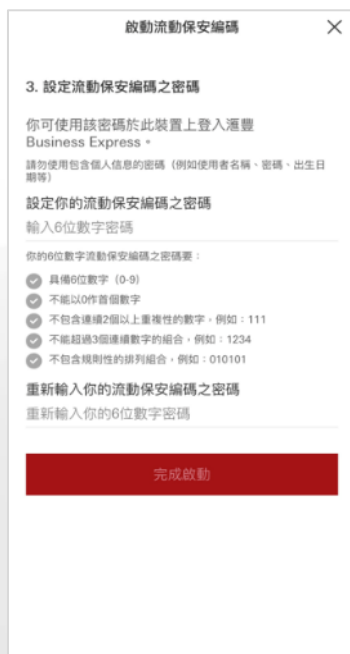 啟動流動保安編碼
3. 設定流動保安編碼之密碼
你可使用該密碼於此裝置上登入滙豐
Business Express。
請勿使用包含個人信息的密碼（例如使用者名稱、密碼、出生日
期等）
設定你的流動保安編碼之密碼
輸入6位數字密碼
你的6位數字流動保安編碼之密碼要：
具備6位數字（0-9）
不能以0作首個數字
不包含連續2個以上重複性的數字，例如：111
不能超過3個連續數字的組合，例如：1234
不包含規則性的排列組合，例如：010101
重新輸入你的流動保安編碼之密碼
重新輸入你的6位數字密碼
完成啟動